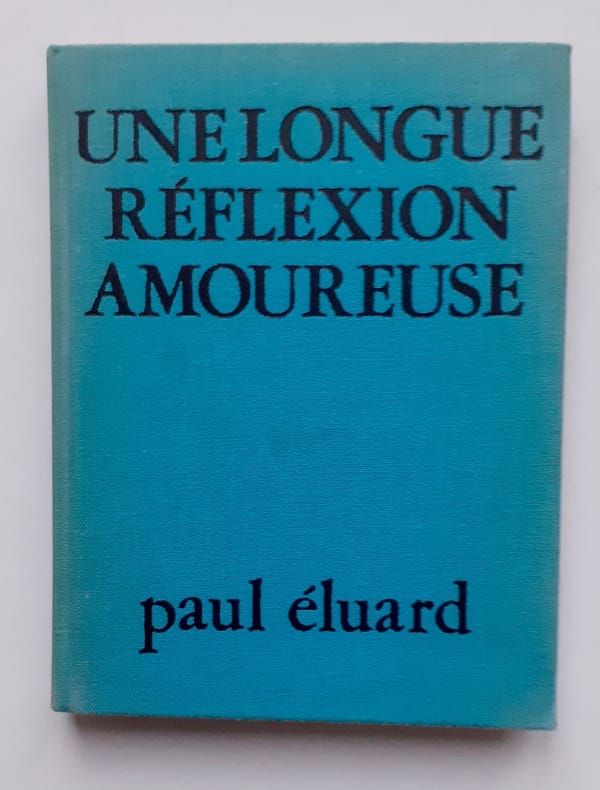 UNE LONGUE
RÉFLEXION
AMOUREUSE
paul éluard